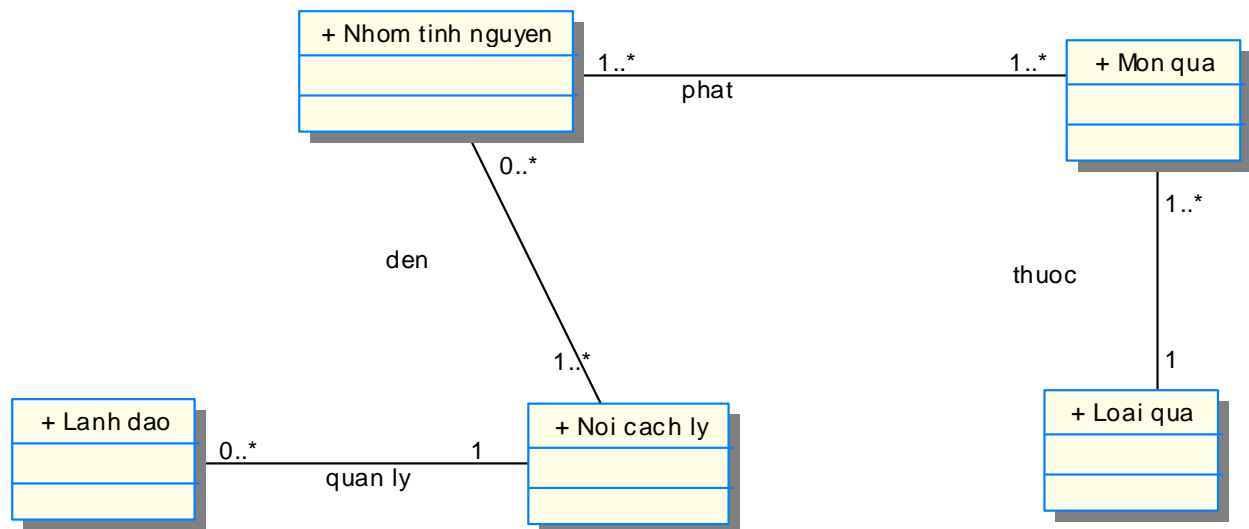 + Nhom tinh nguyen
1..*
phat
1..*
+ Mon qua
0..*
1..*
den
thuoc
1..*
1
+ Lanh dao
0..*
quan ly
1
+ Noi cach ly
+ Loai qua